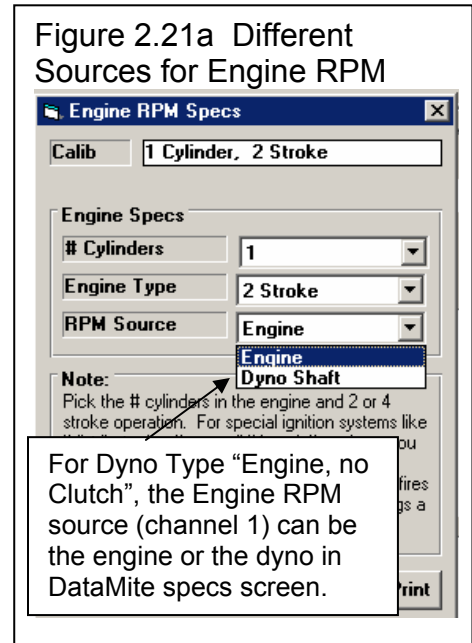 Figure 2.21a  Different
Sources for Engine RPM
Engine RPM Specs
Calib 1 Cylinder, 2 Stroke
Engine Specs
# Cylinders 1
Engine Type 2 Stroke
RPM Source Engine
Engine
Dyno Shaft
Note:
Pick the # cylinders in the engine and 2 or 4
stroke operation. For special ignition systems like
For Dyno Type “Engine, no
Clutch”, the Engine RPM
source (channel 1) can be
the engine or the dyno in
DataMite specs screen.
fires